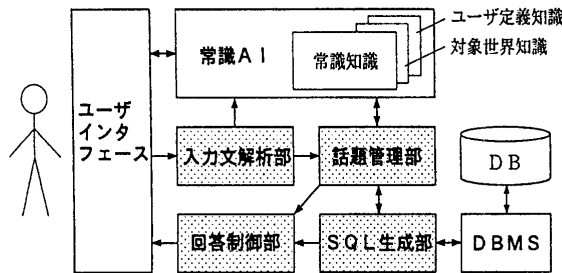 ユーザ定義知識
対象世界知識
常識AI
常識知識
ユーザ
インタ
フェース
入力文解析部
話題管理部
DB
回答制御部
SQL生成部
DBMS